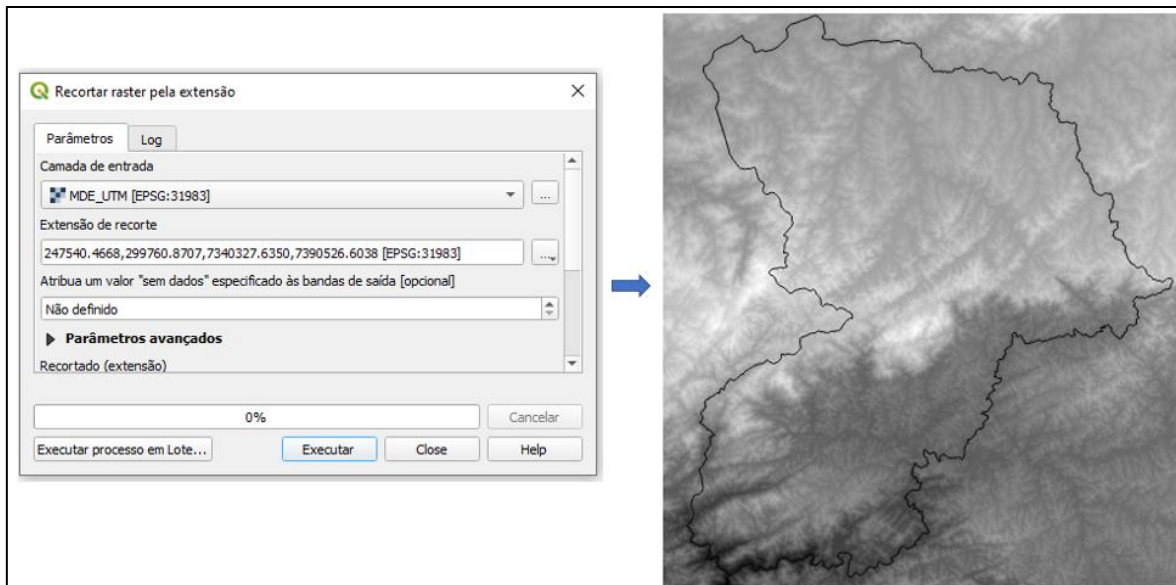 Recortar raster pela extensão
Parâmetros
Log
Camada de entrada
MDE_UTM [EPSG:31983]
...
Extensão de recorte
247540.4668,299760.8707,7340327.6350,7390526.6038 [EPSG:31983]
...
Atribua um valor "sem dados" especificado às bandas de saída [opcional]
Não definido
Parâmetros avançados
Recortado (extensão)
0%
Cancelar
Executar processo em Lote...
Executar
Close
Help